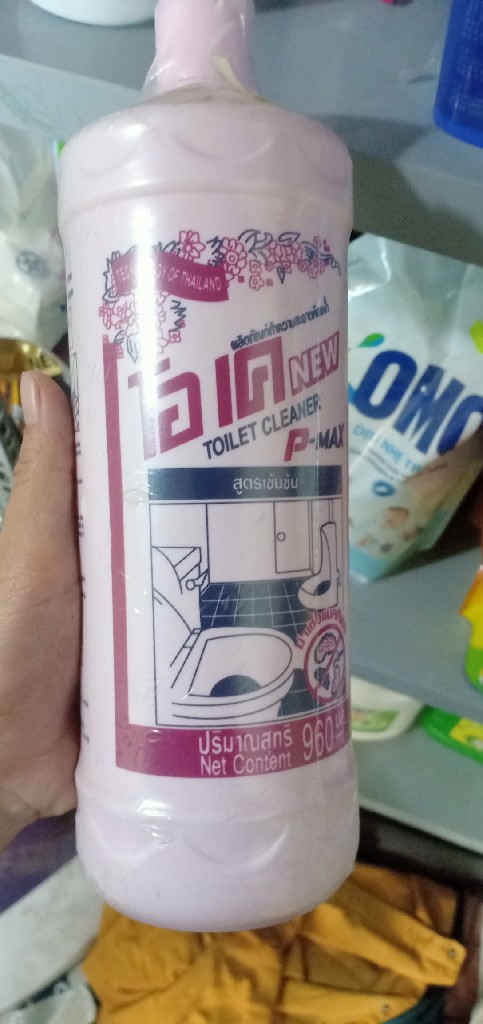 TECHNOLOGY OF THAILAND
ผลิตภัณฑ์ทำความสะอาดห้องน้ำ
โอเค NEW
TOILET CLEANER
P-MAX
สูตรเข้มข้น
ปริมาณสุทธิ
Net Content 960
OMO